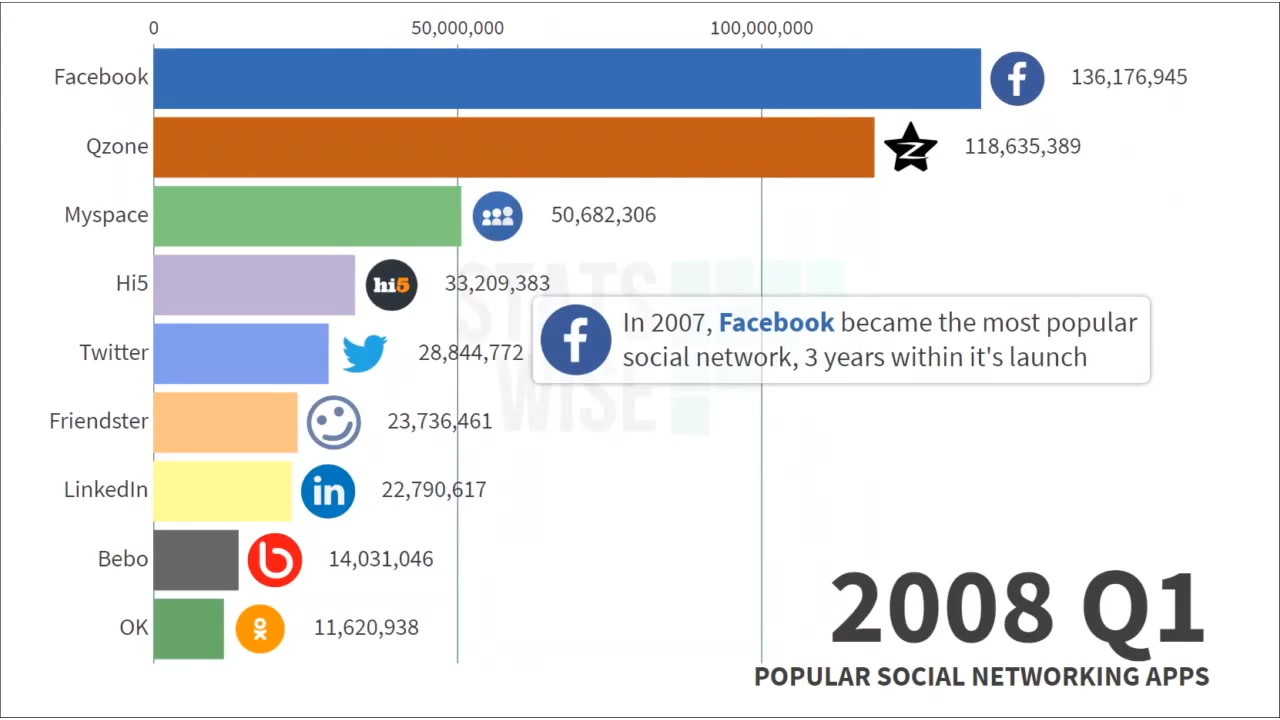 0 50,000,000 100,000,000
Facebook f 136,176,945
Qzone Z 118,635,389
Myspace 50,682,306
Hi5 hi5 33,209,383
STATS
WISE
f In 2007, Facebook became the most popular
social network, 3 years within it's launch
Twitter 28,844,772
Friendster 23,736,461
LinkedIn in 22,790,617
Bebo b 14,031,046
OK 11,620,938
2008 Q1
POPULAR SOCIAL NETWORKING APPS